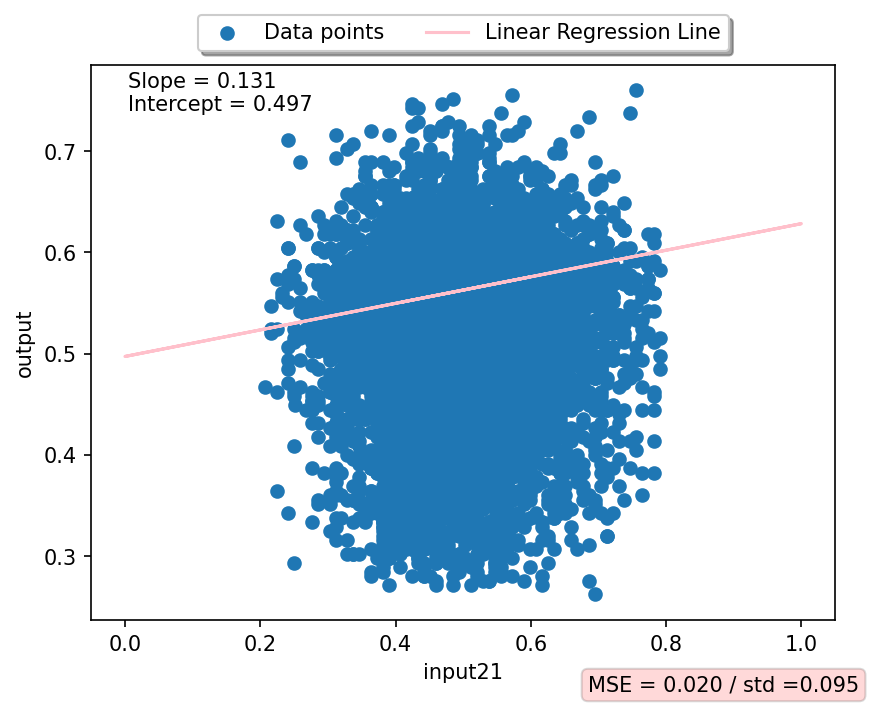 Data points
Linear Regression Line
Slope = 0.131
Intercept = 0.497
0.7
0.6
0.5
0.4
0.3
output
0.0 0.2 0.4 0.6 0.8 1.0
input21
MSE = 0.020 / std =0.095